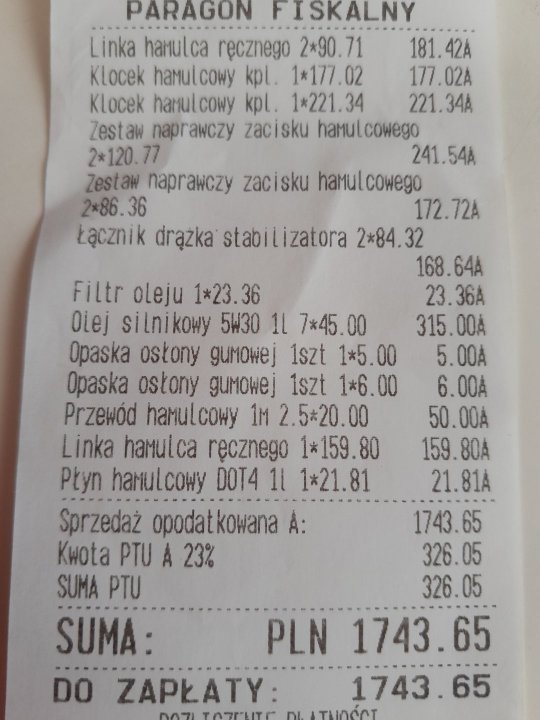 PARAGON FISKALNY
Linka hamulca ręcznego 2*90.71 181.42A
Klocek hamulcowy kpl. 1*177.02 177.02A
Klocek hamulcowy kpl. 1*221.34 221.34A
Zestaw naprawczy zacisku hamulcowego
2*120.77 241.54A
Zestaw naprawczy zacisku hamulcowego
2*86.36 172.72A
Łącznik drążka stabilizatora 2*84.32
168.64A
Filtr oleju 1*23.36 23.36A
Olej silnikowy 5W30 1l 7*45.00 315.00A
Opaska osłony gumowej 1szt 1*5.00 5.00A
Opaska osłony gumowej 1szt 1*6.00 6.00A
Przewód hamulcowy 1m 2.5*20.00 50.00A
Linka hamulca ręcznego 1*159.80 159.80A
Płyn hamulcowy DOT4 1l 1*21.81 21.81A
Sprzedaż opodatkowana A: 1743.65
Kwota PTU A 23% 326.05
SUMA PTU 326.05
SUMA: PLN 1743.65
DO ZAPŁATY: 1743.65
ROZLICZENIE PŁATNOŚCI